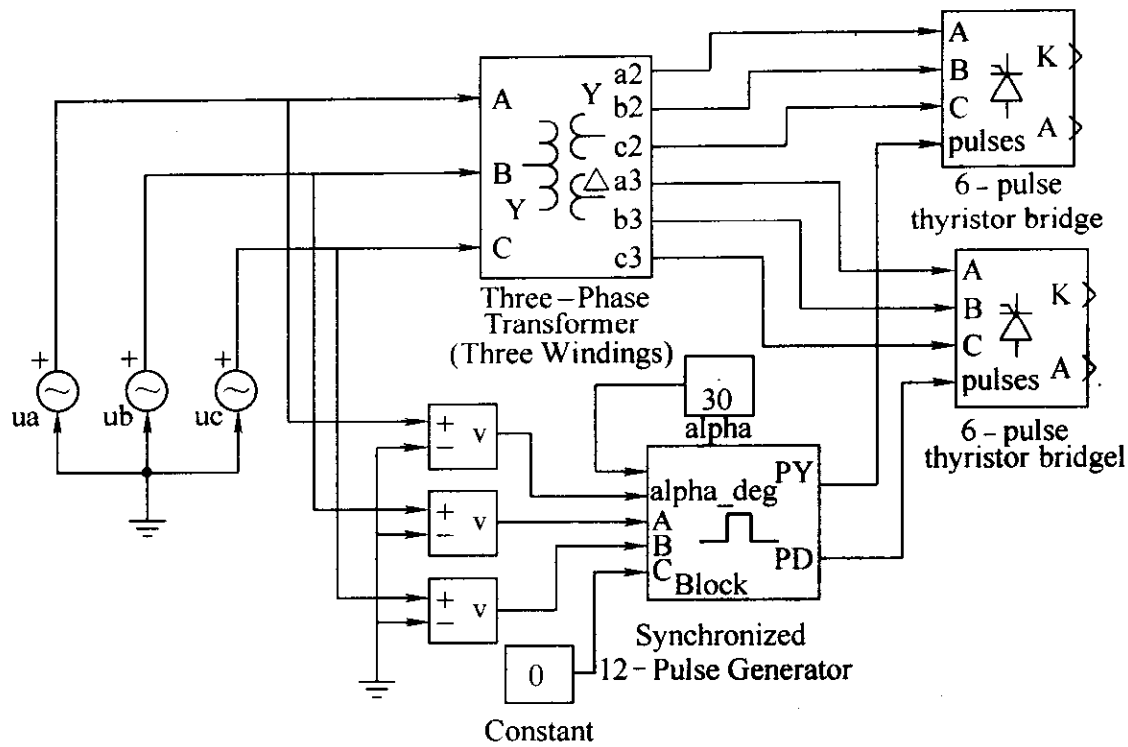 A
B
C
pulses
K
A
6-pulse
thyristor bridge
A
B
C
Y
Y
△
a2
b2
c2
a3
b3
c3
Three-Phase
Transformer
(Three Windings)
A
B
C
pulses
K
A
6-pulse
thyristor bridgel
+
ua
+
ub
+
uc
30
alpha
+
−
v
+
−
v
+
−
v
alpha_deg
A
B
C
Block
PY
PD
Synchronized
12-Pulse Generator
0
Constant